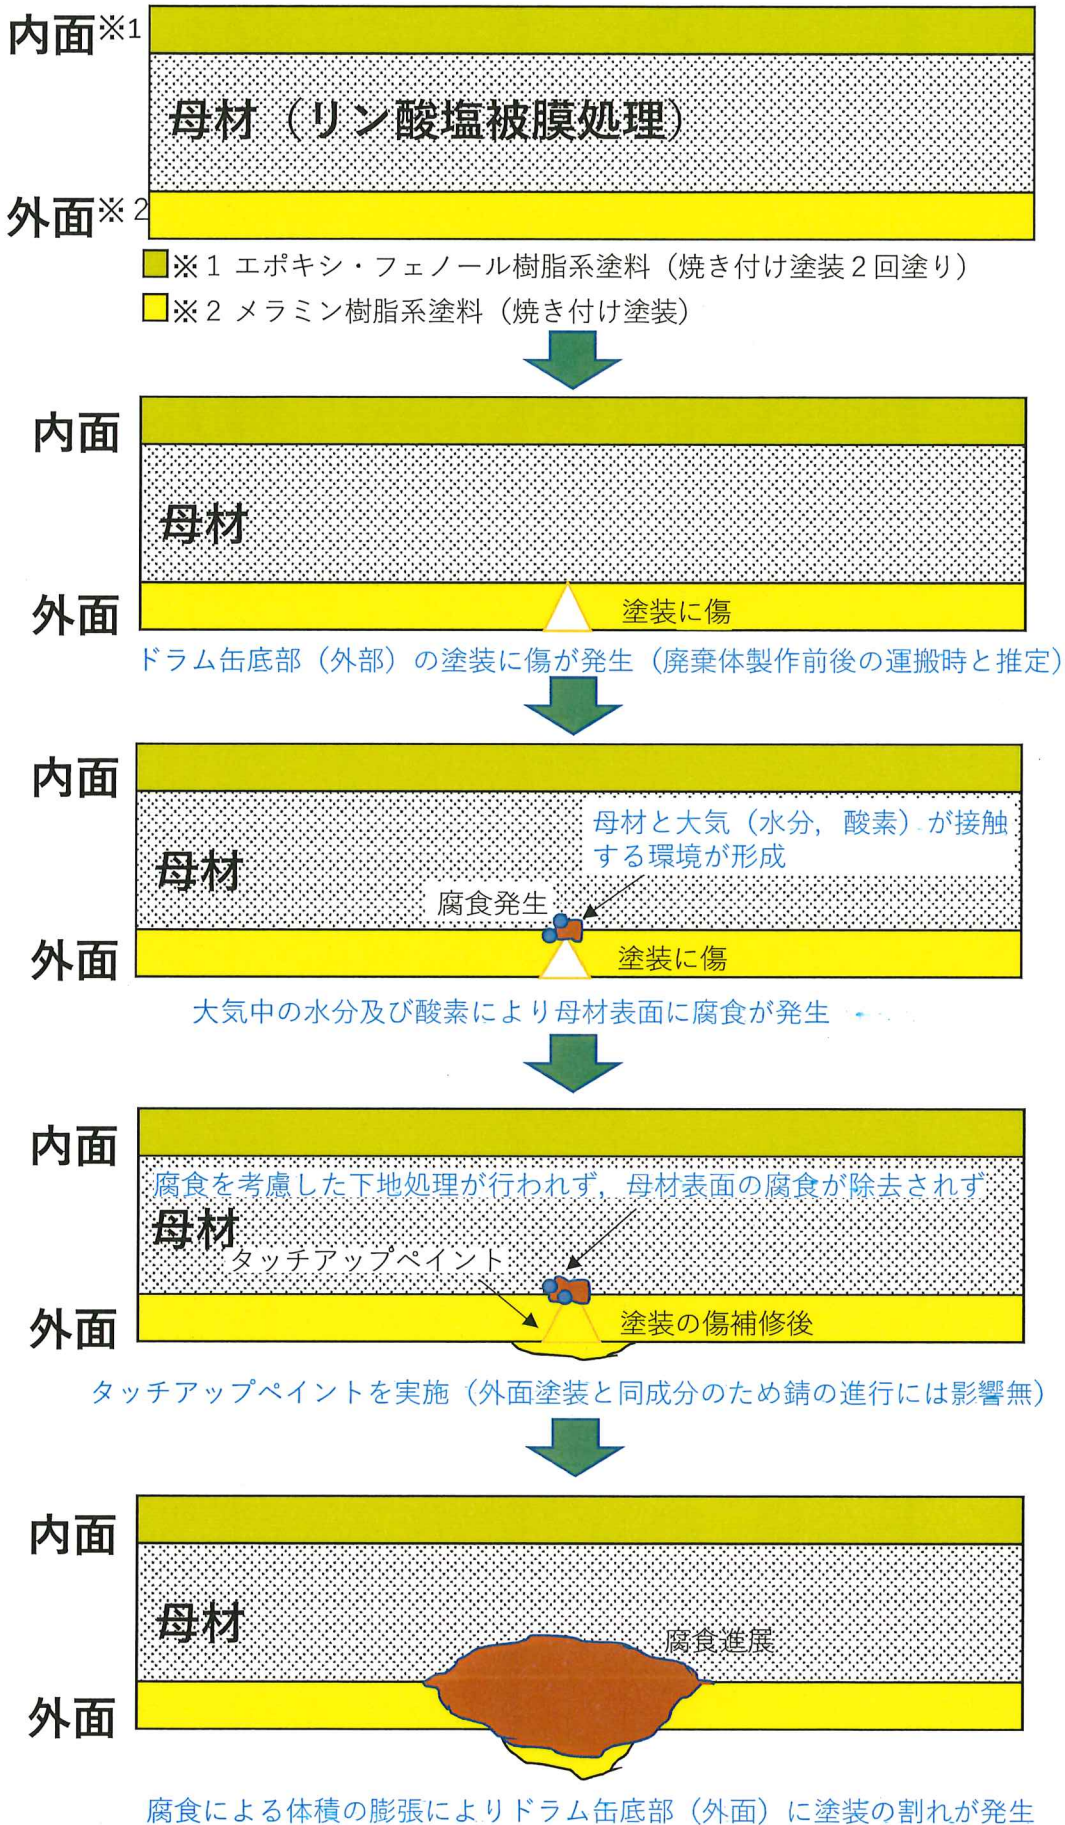 内面※1
母材（リン酸塩被膜処理）
外面※2
※1 エポキシ・フェノール樹脂系塗料（焼き付け塗装２回塗り）
※2 メラミン樹脂系塗料（焼き付け塗装）
内面
母材
外面
塗装に傷
ドラム缶底部（外部）の塗装に傷が発生（廃棄体製作前後の運搬時と推定）
内面
母材と大気（水分，酸素）が接触
する環境が形成
母材
腐食発生
外面
塗装に傷
大気中の水分及び酸素により母材表面に腐食が発生
内面
腐食を考慮した下地処理が行われず，母材表面の腐食が除去されず
母材
タッチアップペイント
外面
塗装の傷補修後
タッチアップペイントを実施（外面塗装と同成分のため錆の進行には影響無）
内面
母材
腐食進展
外面
腐食による体積の膨張によりドラム缶底部（外面）に塗装の割れが発生